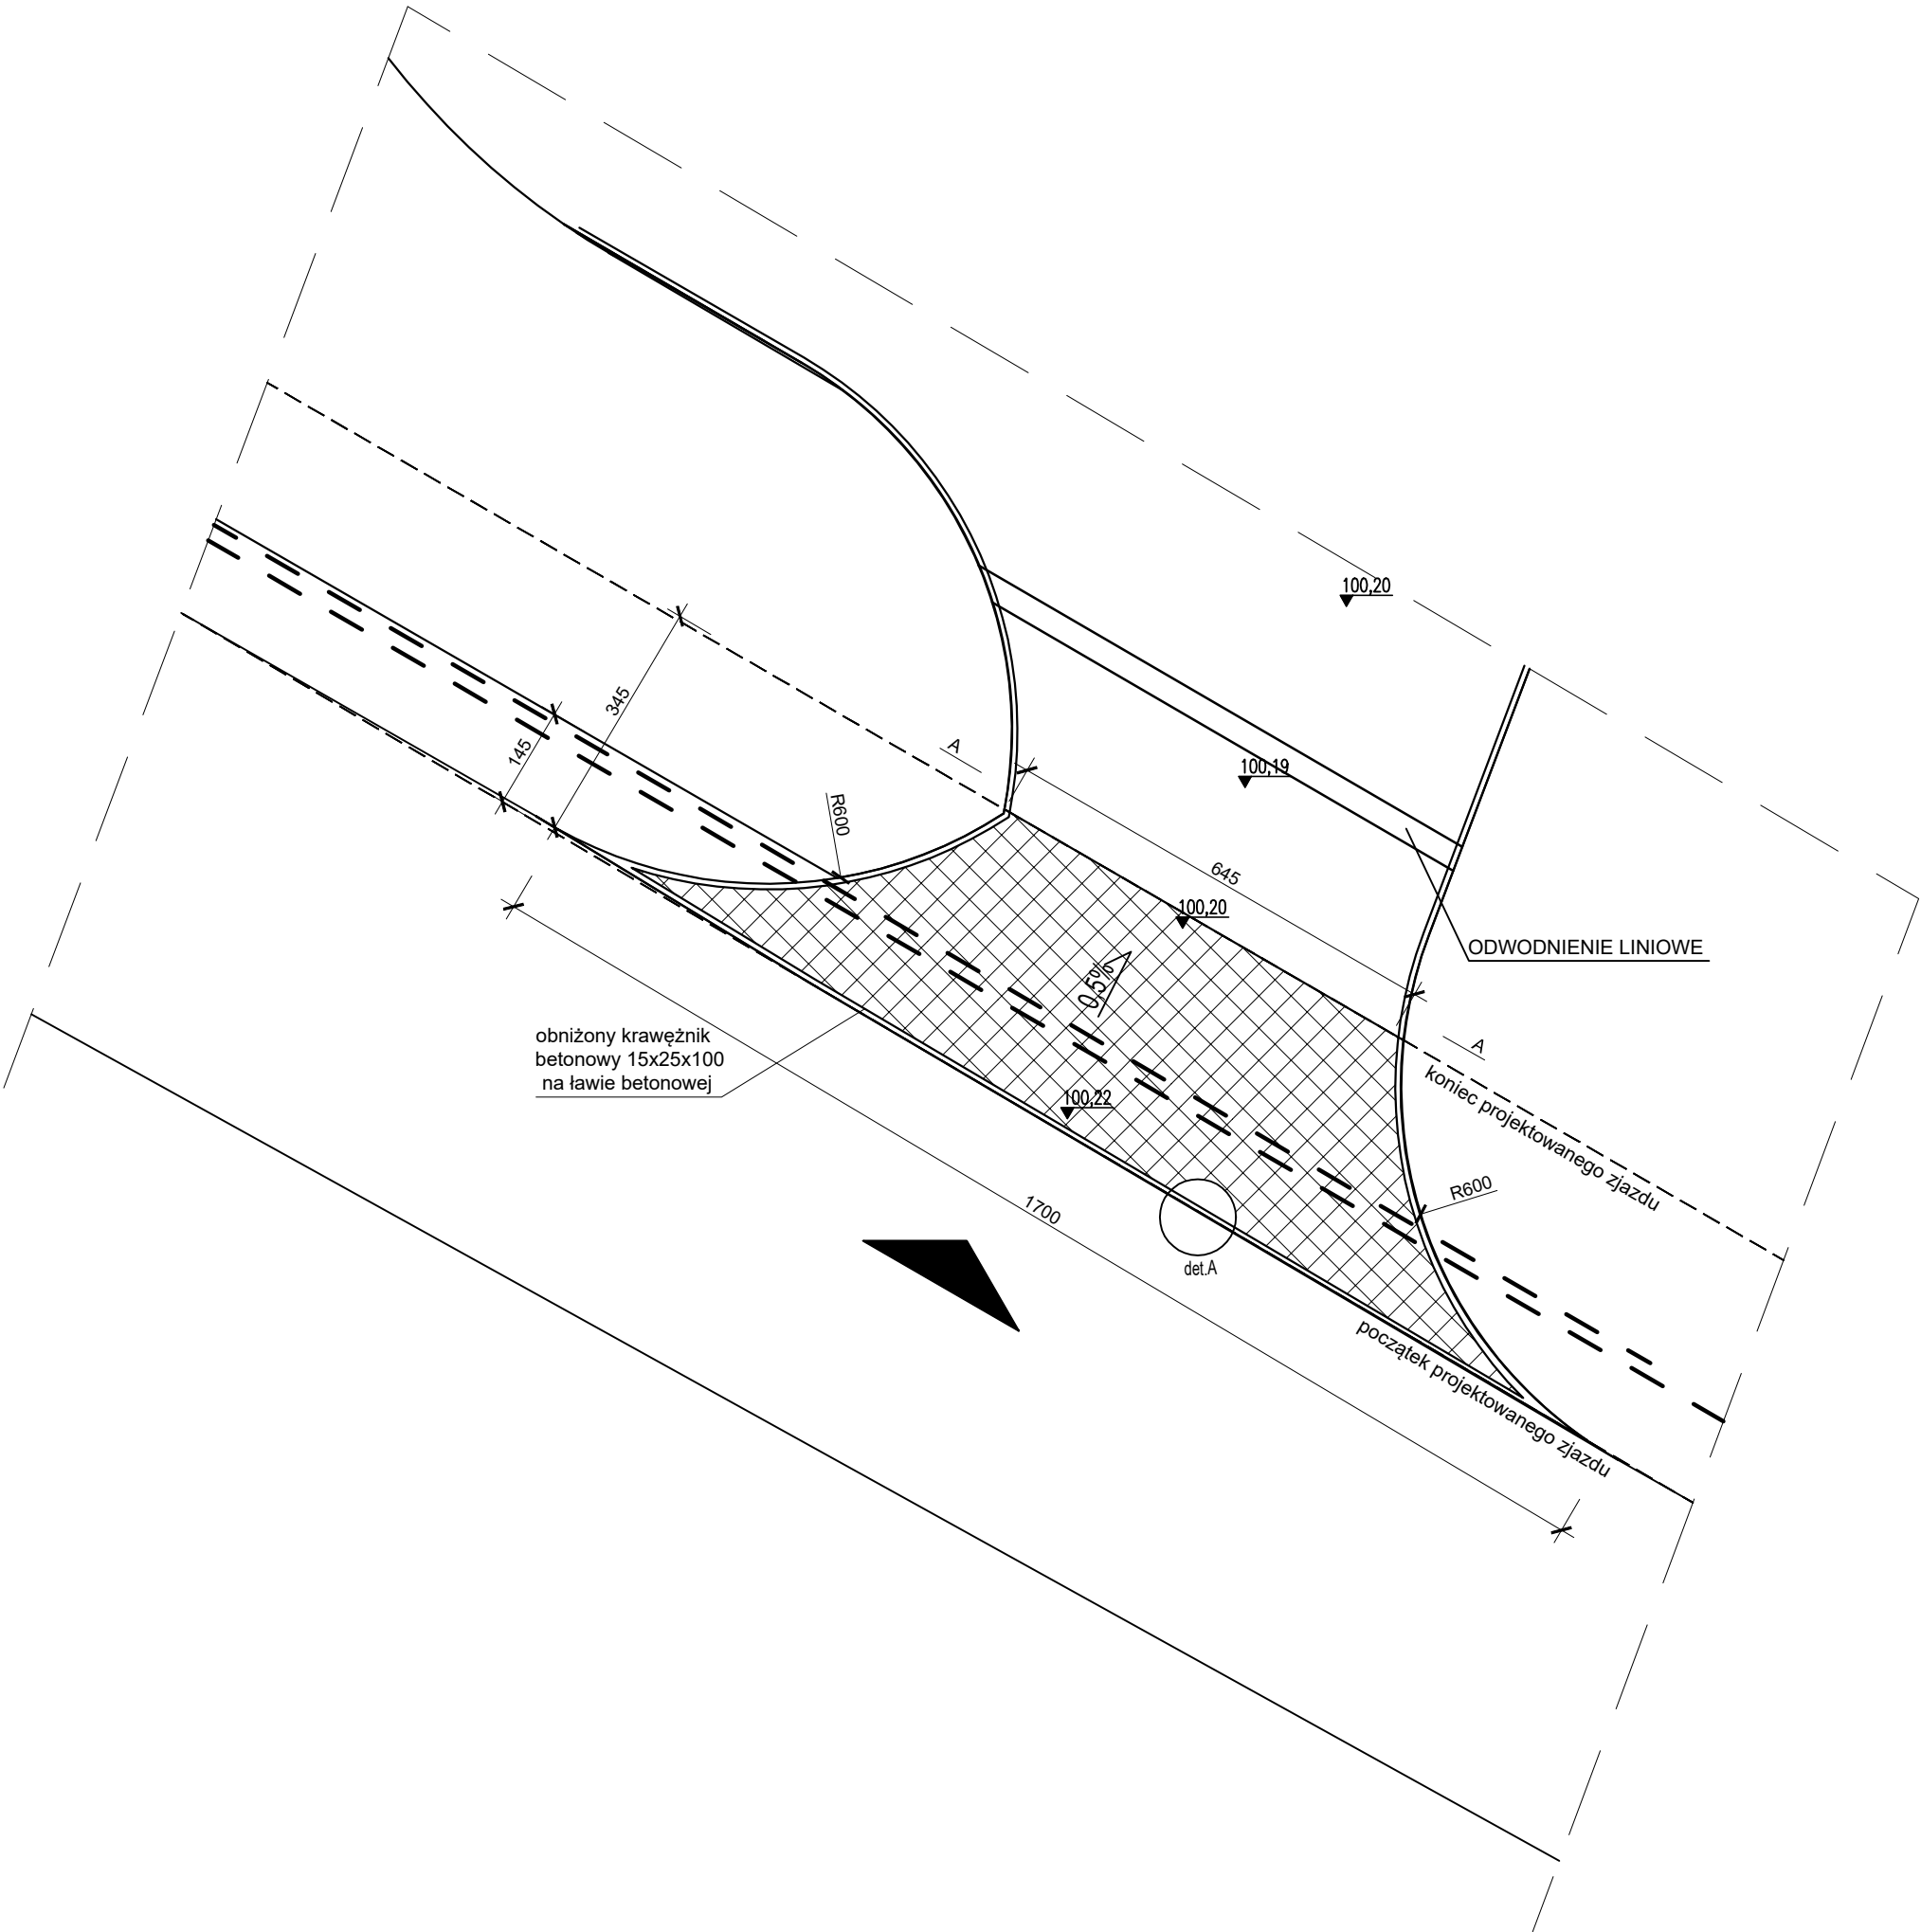 100,20
345
145
A
100,19
R600
645
100,20
ODWODNIENIE LINIOWE
0,5%
obniżony krawężnik
betonowy 15x25x100
na ławie betonowej
A
koniec projektowanego zjazdu
100,22
R600
1700
det.A
początek projektowanego zjazdu